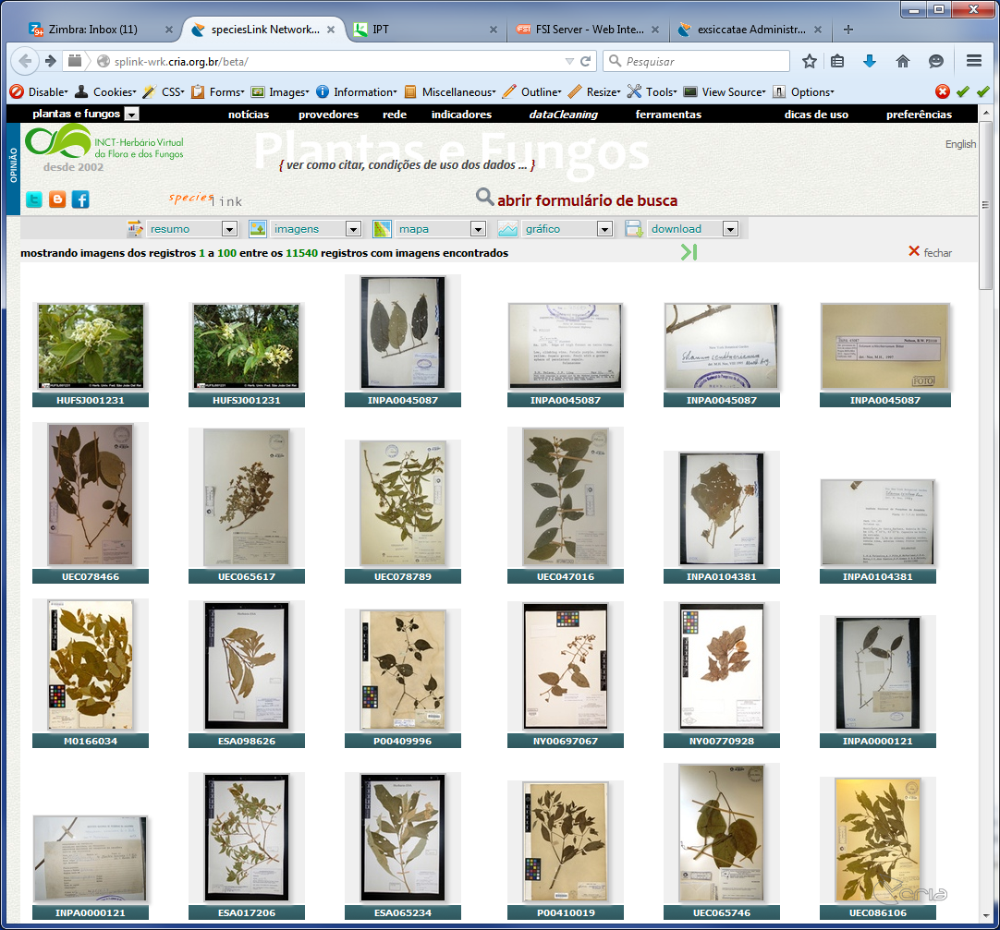 Zimbra: Inbox (11)
speciesLink Network...
IPT
FSI Server - Web Inte...
exsiccatae Administr...
splink-wrk.cria.org.br/beta/
Pesquisar
Disable
Cookies
CSS
Forms
Images
Information
Miscellaneous
Outline
Resize
Tools
View Source
Options
plantas e fungos
notícias
provedores
rede
indicadores
dataCleaning
ferramentas
dicas de uso
preferências
OPINIÃO
INCT-Herbário Virtual
da Flora e dos Fungos
desde 2002
Plantas e Fungos
{ ver como citar, condições de uso dos dados ... }
English
species link
abrir formulário de busca
resumo
imagens
mapa
gráfico
download
mostrando imagens dos registros 1 a 100 entre os 11540 registros com imagens encontrados
fechar
HUFSJ001231
HUFSJ001231
INPA0045087
INPA0045087
INPA0045087
INPA0045087
UEC078466
UEC065617
UEC078789
UEC047016
INPA0104381
INPA0104381
M0166034
ESA098626
P00409996
NY00697067
NY00770928
INPA0000121
INPA0000121
ESA017206
ESA065234
P00410019
UEC065746
UEC086106
cria